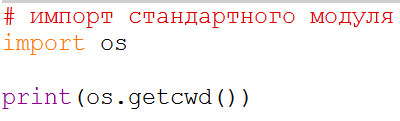 # импорт стандартного модуля
import os
print(os.getcwd())